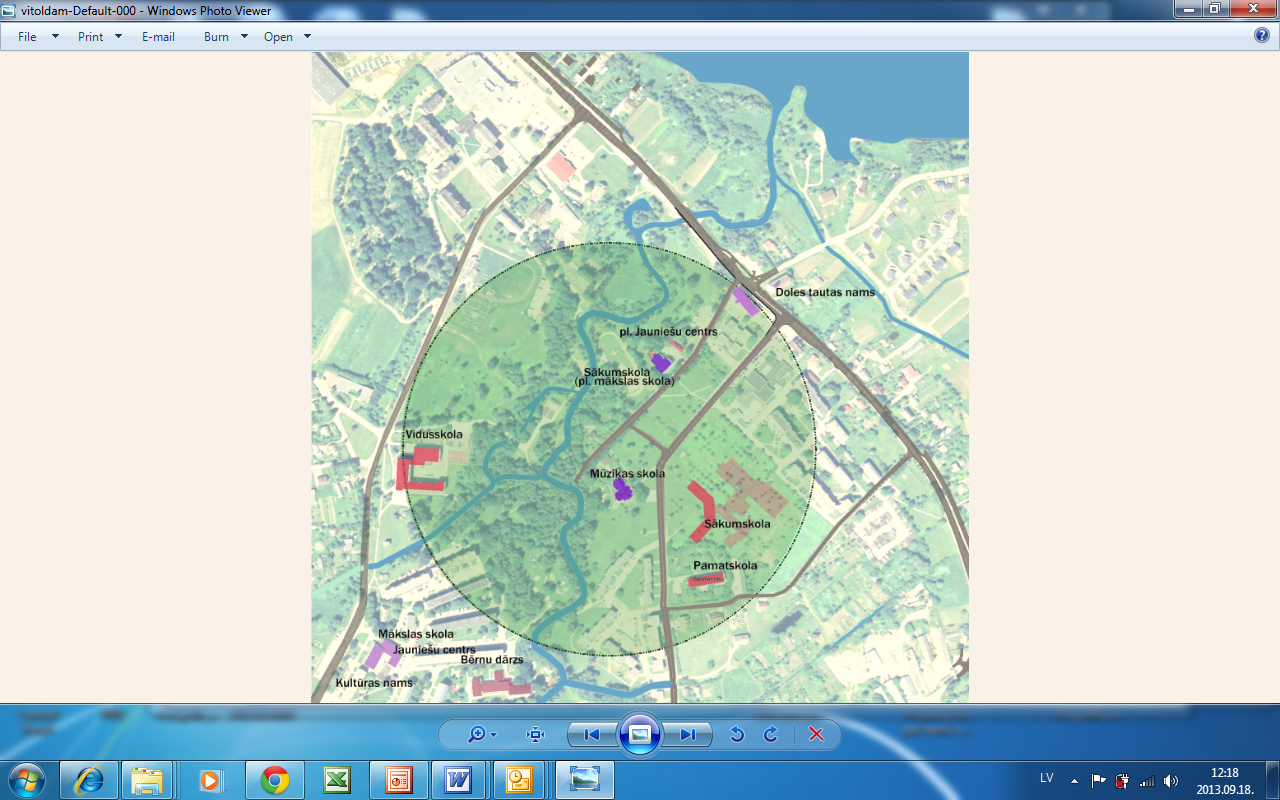 vitoldam-Default-000 - Windows Photo Viewer
File Print E-mail Burn Open
Doles tautas nams
pl. Jauniešu centrs
Sākumskola
(pl. mākslas skola)
Vidusskola
Mūzikas skola
Sākumskola
Pamatskola
Mākslas skola
Jauniešu centrs
Bērnu dārzs
Kultūras nams
LV
12:18
2013.09.18.